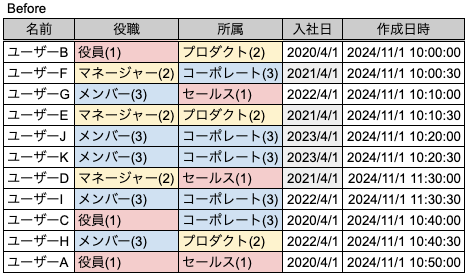 Before
名前 役職 所属 入社日 作成日時
ユーザーB 役員(1) プロダクト(2) 2020/4/1 2024/11/1 10:00:00
ユーザーF マネージャー(2) コーポレート(3) 2021/4/1 2024/11/1 10:00:30
ユーザーG メンバー(3) セールス(1) 2022/4/1 2024/11/1 10:10:00
ユーザーE マネージャー(2) プロダクト(2) 2021/4/1 2024/11/1 10:10:30
ユーザーJ メンバー(3) コーポレート(3) 2023/4/1 2024/11/1 10:20:00
ユーザーK メンバー(3) コーポレート(3) 2023/4/1 2024/11/1 10:20:30
ユーザーD マネージャー(2) セールス(1) 2021/4/1 2024/11/1 11:30:00
ユーザーI メンバー(3) コーポレート(3) 2022/4/1 2024/11/1 11:30:30
ユーザーC 役員(1) コーポレート(3) 2020/4/1 2024/11/1 10:40:00
ユーザーH メンバー(3) プロダクト(2) 2022/4/1 2024/11/1 10:40:30
ユーザーA 役員(1) セールス(1) 2020/4/1 2024/11/1 10:50:00